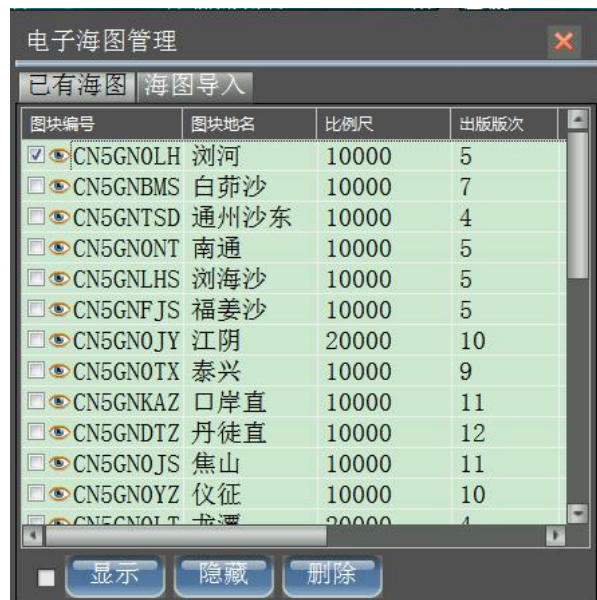 电子海图管理
已有海图 海图导入
图块编号 图块地名 比例尺 出版版次
CN5GN0LH 浏河 10000 5
CN5GNBMS 白茆沙 10000 7
CN5GNTSD 通州沙东 10000 4
CN5GN0NT 南通 10000 5
CN5GNLHS 浏海沙 10000 5
CN5GNFJS 福姜沙 10000 5
CN5GN0JY 江阴 20000 10
CN5GN0TX 泰兴 10000 9
CN5GNKAZ 口岸直 10000 11
CN5GNDTZ 丹徒直 10000 12
CN5GN0JS 焦山 10000 11
CN5GN0YZ 仪征 10000 10
CN5GN0LT 龙潭 20000 4
显示 隐藏 删除